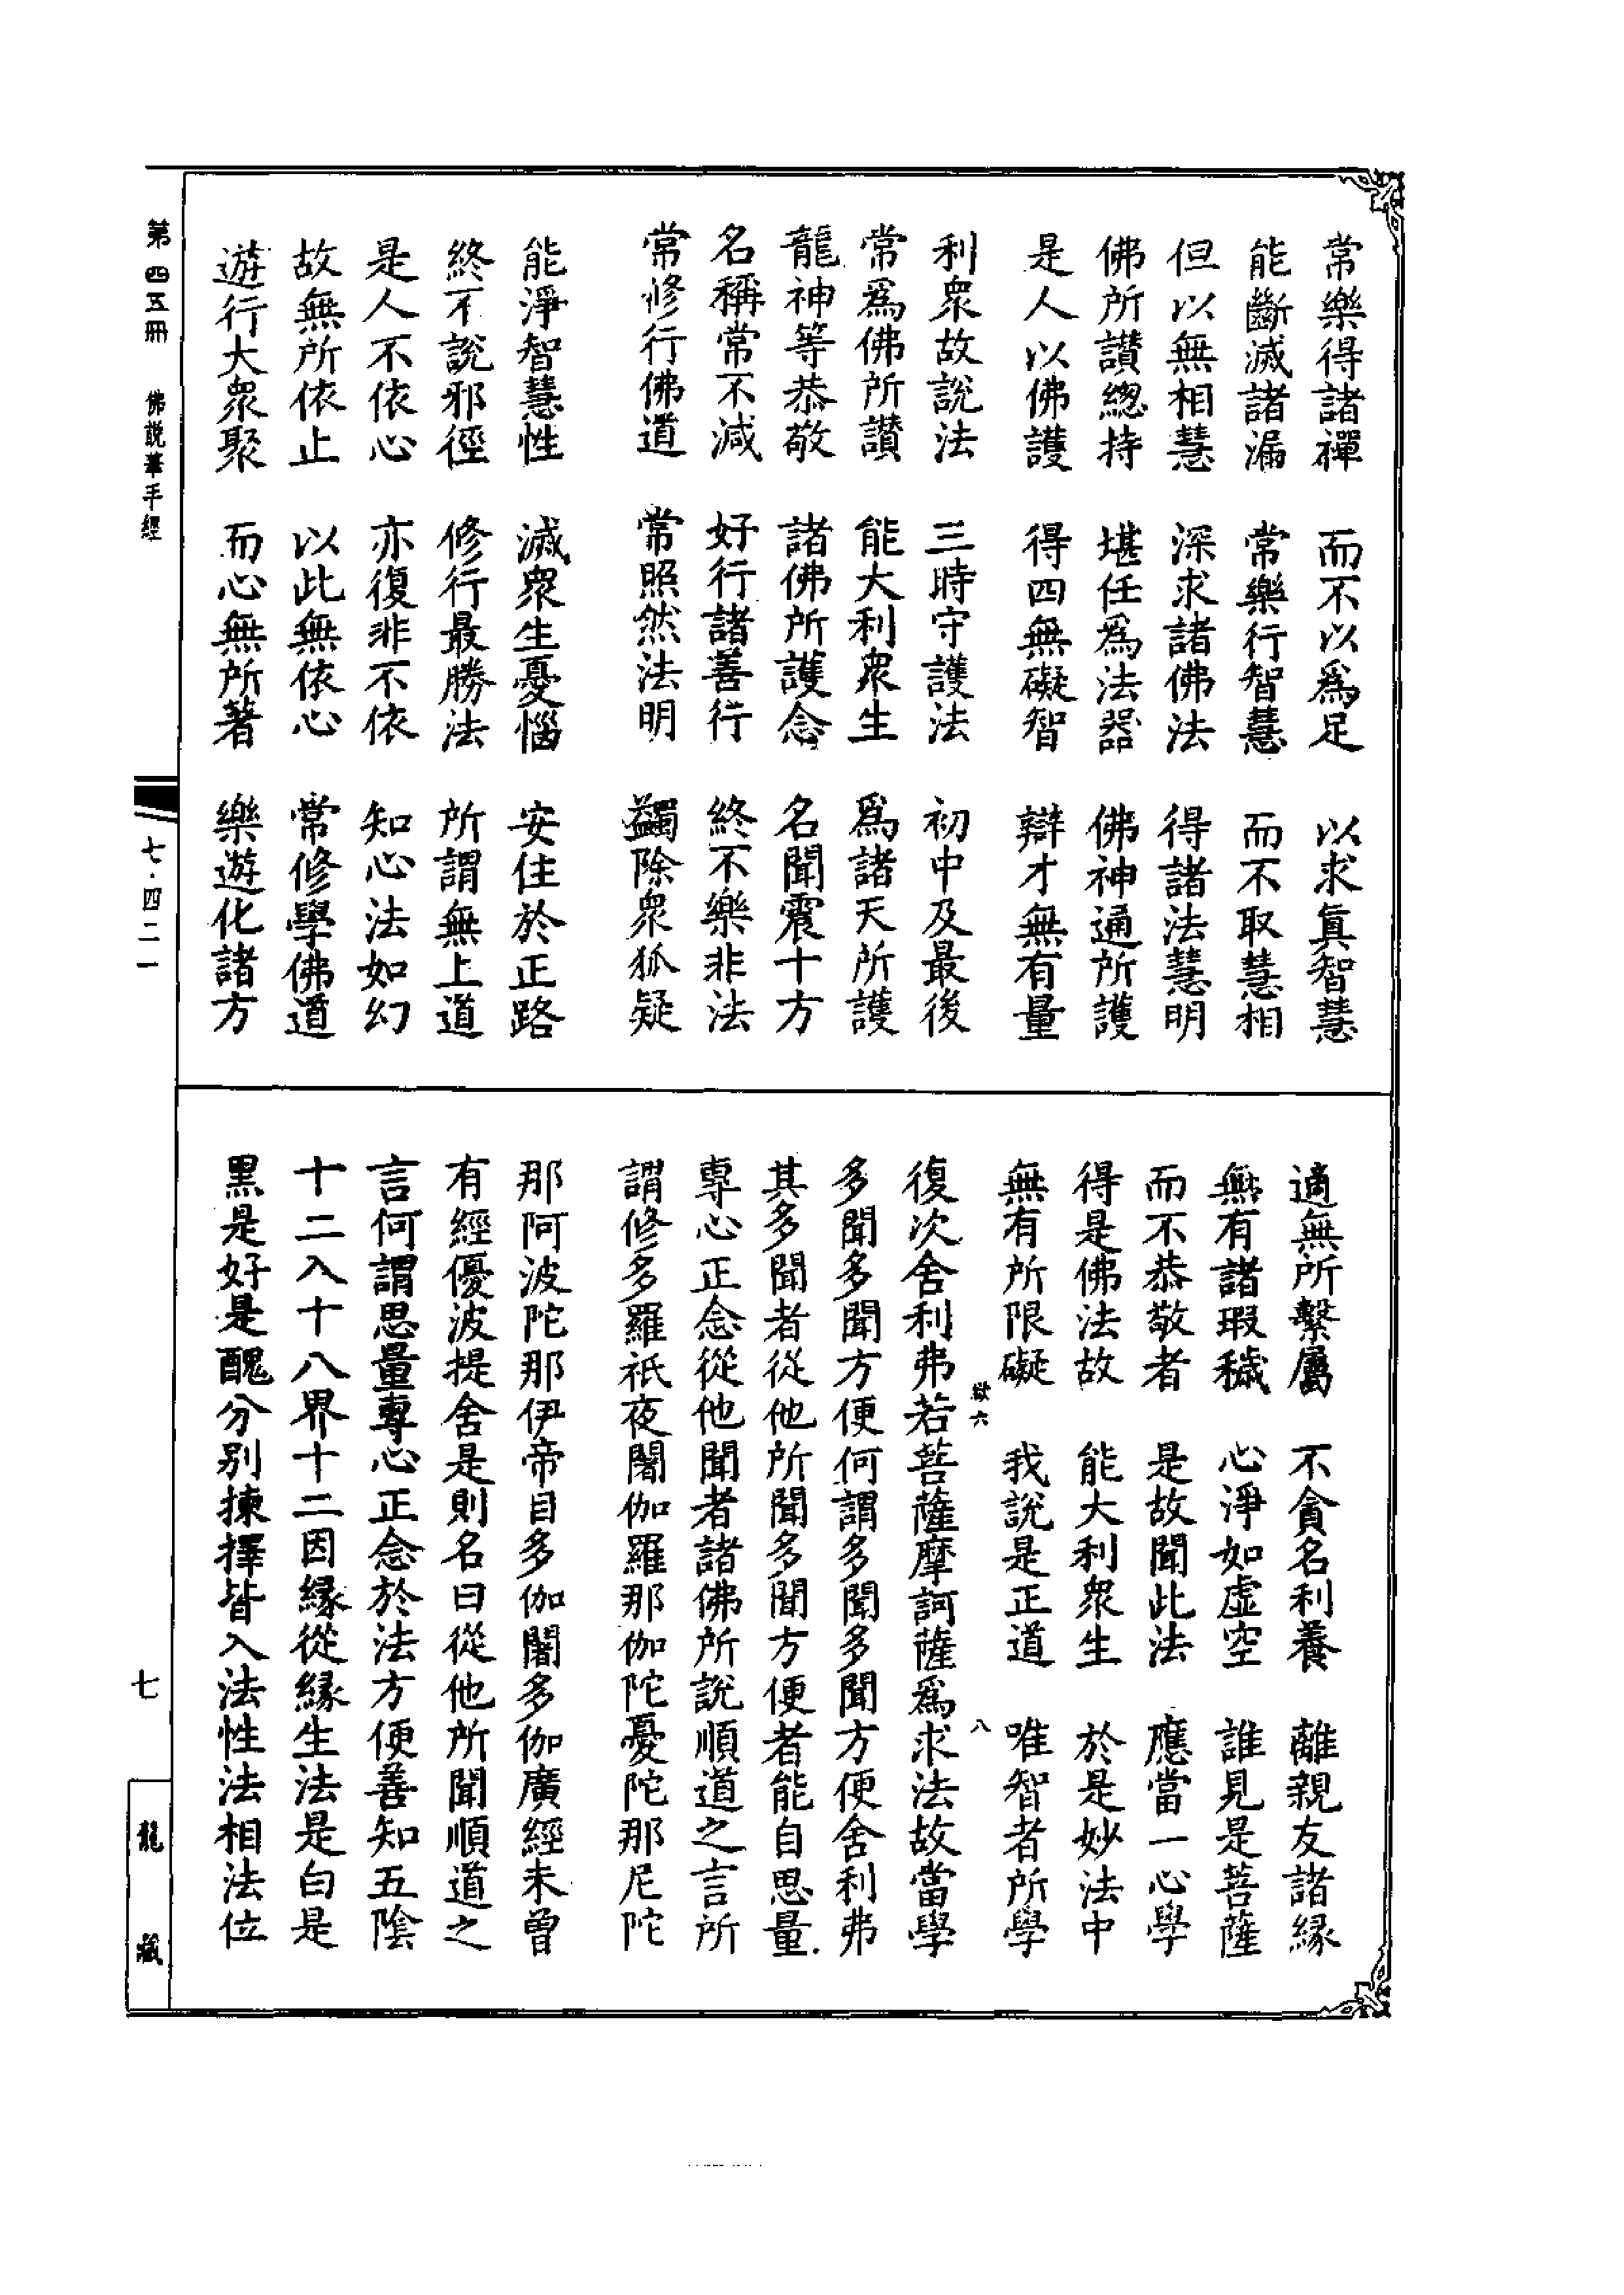 常樂得諸禪　而不以爲足　以求眞智慧
能斷滅諸漏　常樂行智慧　而不取慧相
但以無相慧　深求諸佛法　得諸法慧明
佛所讃總持　堪任爲法器　佛神通所護
是人以佛護　得四無礙智　辯才無有量
利衆故說法　三時守護法　初中及最後
常爲佛所讃　能大利衆生　爲諸天所護
龍神等恭敬　諸佛所護念　名聞震十方
名稱常不減　好行諸善行　終不樂非法
常修行佛道　常照然法明　蠲除衆狐疑
能淨智慧性　滅衆生憂惱　安住於正路
終不說邪徑　修行最勝法　所謂無上道
是人不依心　亦復非不依　知心法如幻
故無所依止　以此無依心　常修學佛道
遊行大衆聚　而心無所著　樂遊化諸方
適無所繫屬　不貪名利養　離親友諸緣
無有諸瑕穢　心淨如虛空　誰見是菩薩
而不恭敬者　是故聞此法　應當一心學
得是佛法故　能大利衆生　於是妙法中
無有所限礙　我說是正道　唯智者所學
欲六　八
復次舍利弗若菩薩摩訶薩爲求法故當學
多聞多聞方便何謂多聞多聞方便舍利弗
其多聞者從他所聞多聞方便者能自思量
專心正念從他聞者諸佛所說順道之言所
謂修多羅祇夜闍伽羅那伽陀憂陀那尼陀
那阿波陀那伊帝目多伽闍多伽廣經未曾
有經優波提舍是則名曰從他所聞順道之
言何謂思量專心正念於法方便善知五陰
十二入十八界十二因緣從緣生法是白是
黑是好是醜分別揀擇皆入法性法相法位
第四五冊　佛說華手經
七·四二一
七
龍藏